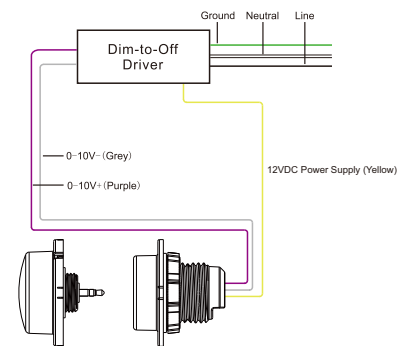 Ground Neutral Line
Dim-to-Off
Driver
0-10V-(Grey)
12VDC Power Supply (Yellow)
0-10V+(Purple)